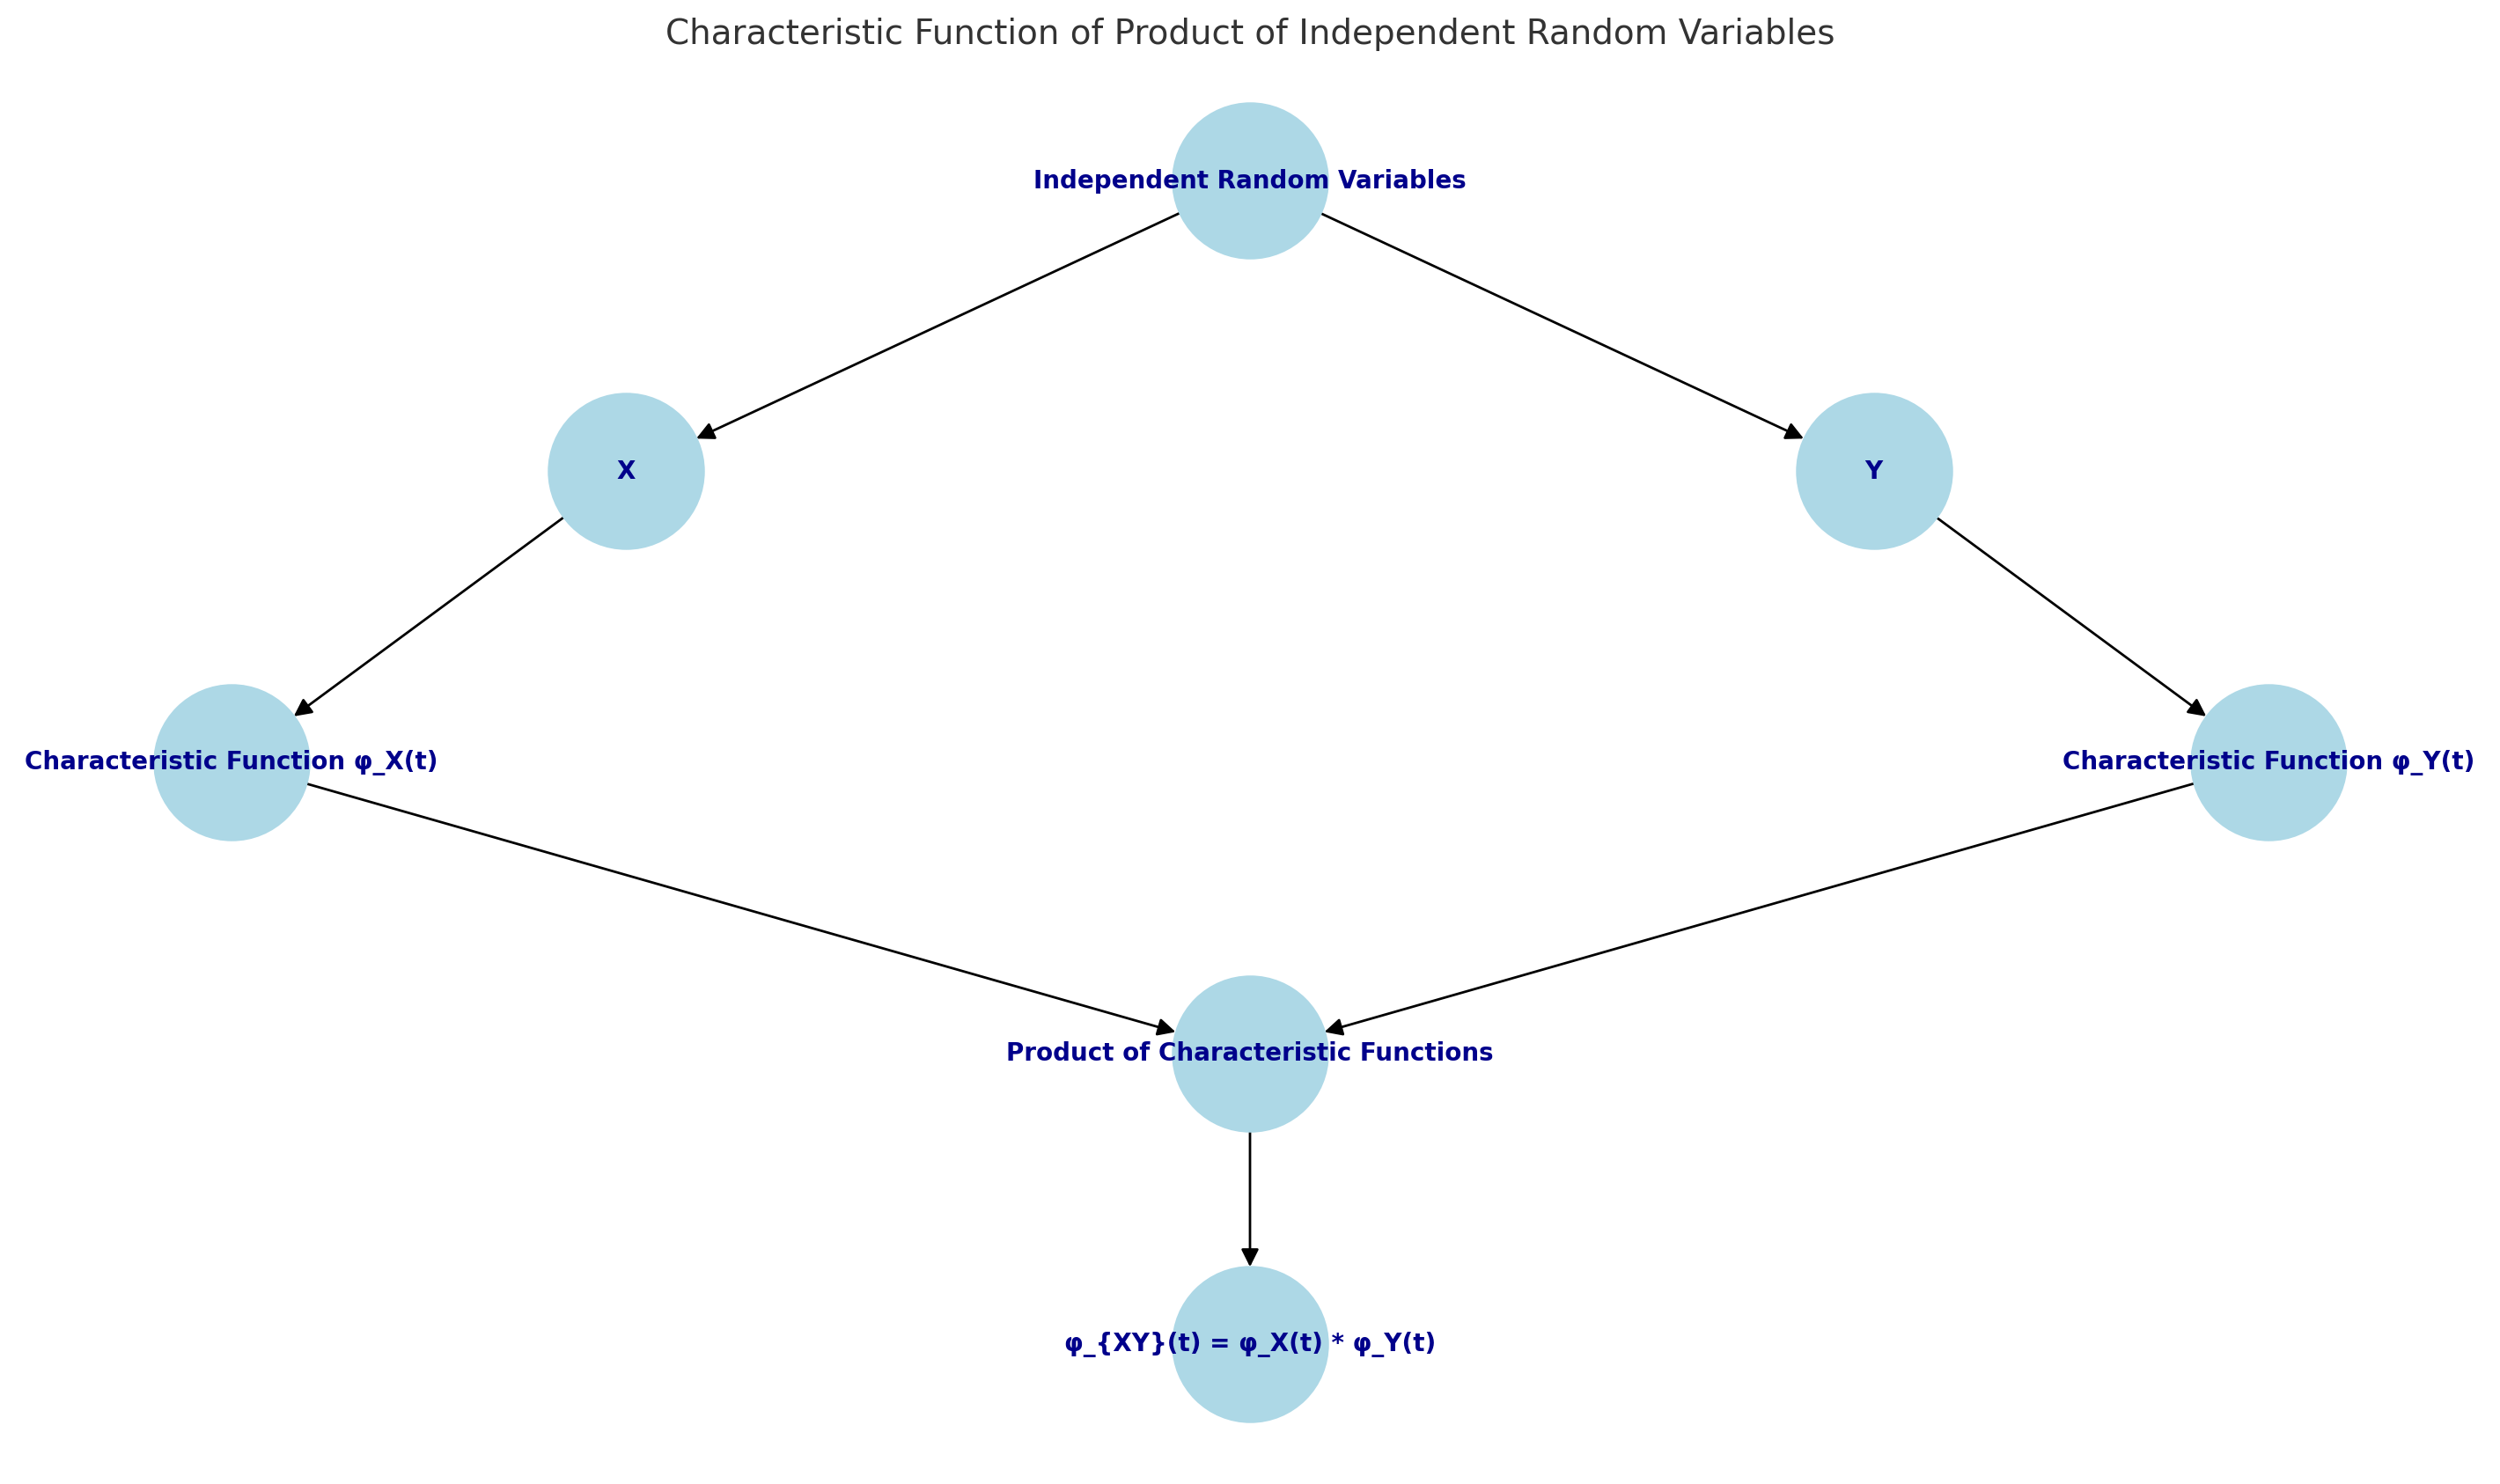 Characteristic Function of Product of Independent Random Variables
Independent Random Variables
X
Y
Characteristic Function φ_X(t)
Characteristic Function φ_Y(t)
Product of Characteristic Functions
φ_{XY}(t) = φ_X(t) * φ_Y(t)